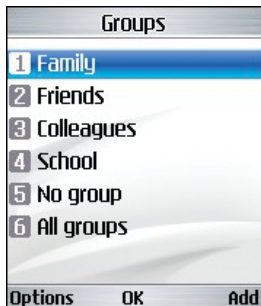 Groups
1 Family
2 Friends
3 Colleagues
4 School
5 No group
6 All groups
Options OK Add